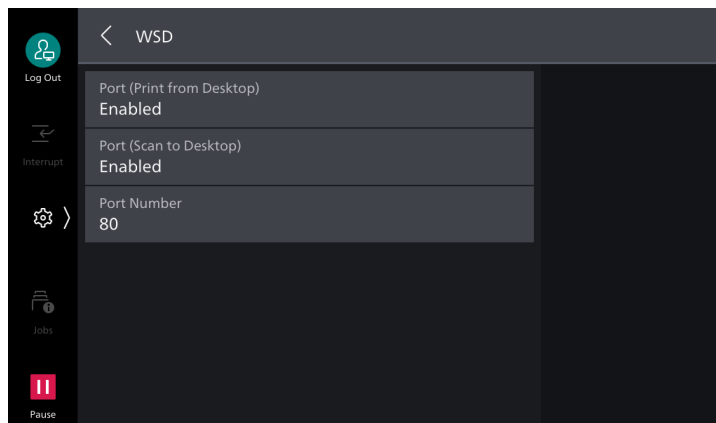 WSD
Log Out
Port (Print from Desktop)
Enabled
Port (Scan to Desktop)
Enabled
Interrupt
Port Number
80
Jobs
Pause